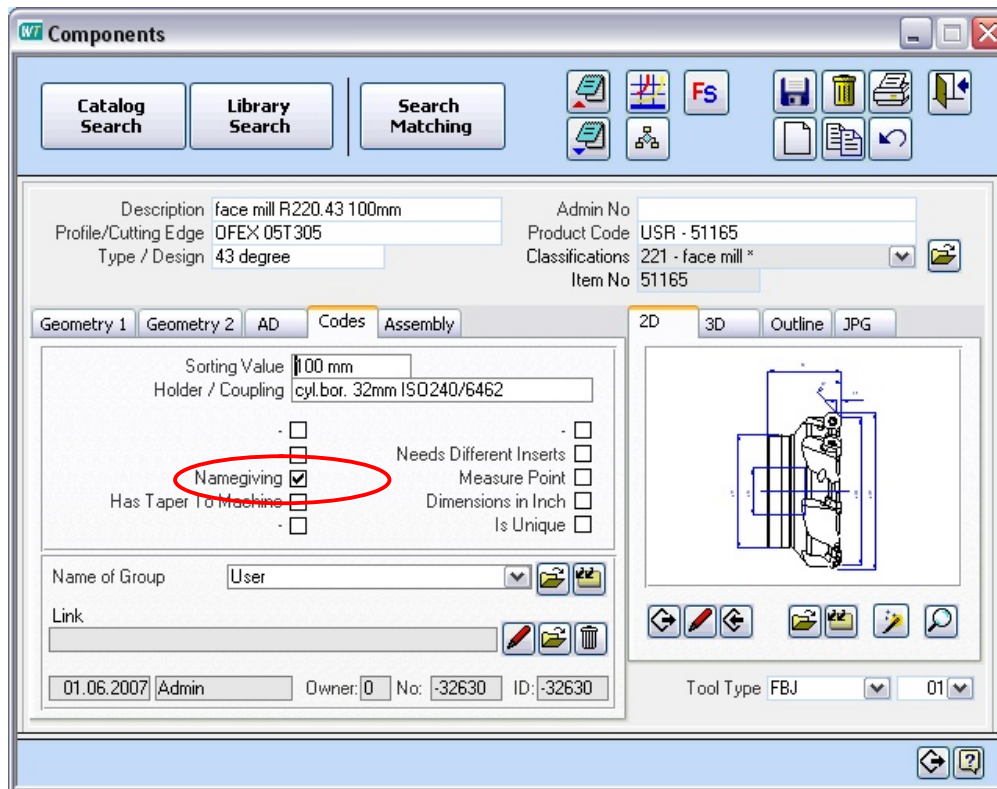 WT Components
Catalog Search
Library Search
Search Matching
FS
Description face mill R220.43 100mm
Profile/Cutting Edge OFEX 05T305
Type / Design 43 degree
Admin No
Product Code USR - 51165
Classifications 221 - face mill *
Item No 51165
Geometry 1 Geometry 2 AD Codes Assembly
Sorting Value 100 mm
Holder / Coupling cyl.bor. 32mm ISO240/6462
- -
- Needs Different Inserts
Namegiving Measure Point
Has Taper To Machine Dimensions in Inch
- Is Unique
Name of Group User
Link
01.06.2007 Admin Owner: 0 No: -32630 ID: -32630
2D 3D Outline JPG
Tool Type FBJ 01